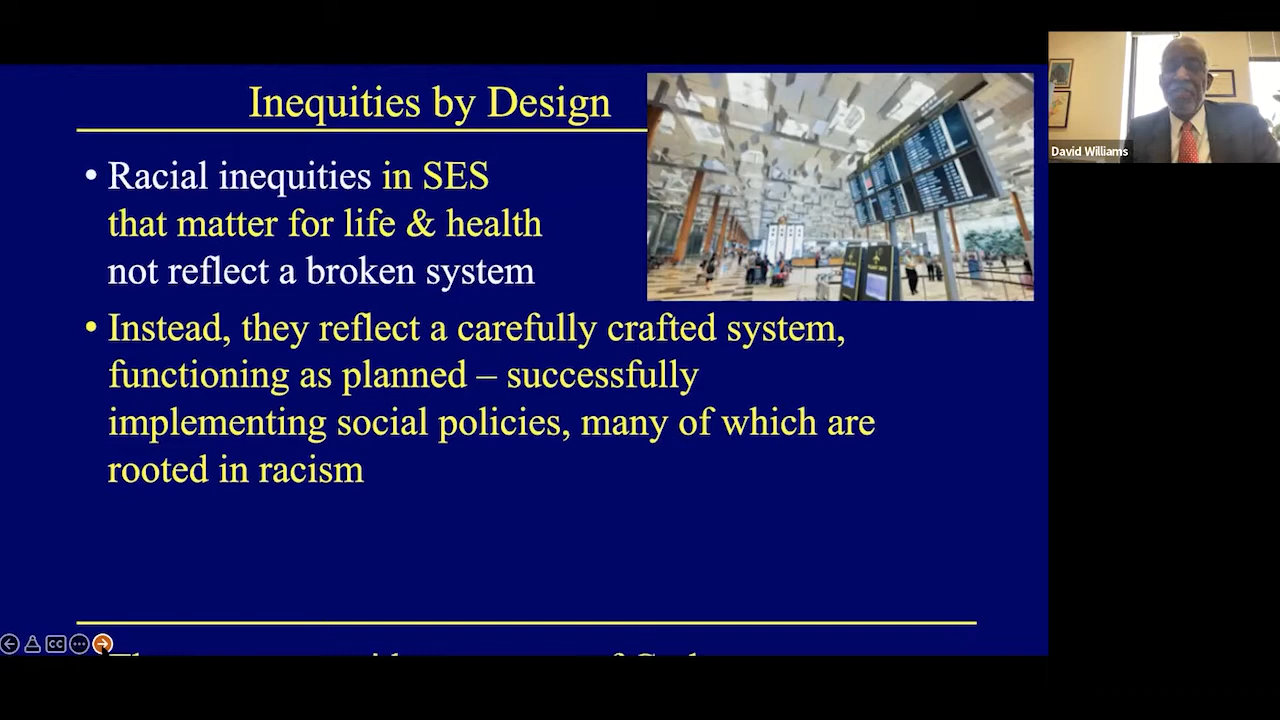 Inequities by Design
• Racial inequities in SES
that matter for life & health
not reflect a broken system
• Instead, they reflect a carefully crafted system,
functioning as planned – successfully
implementing social policies, many of which are
rooted in racism
David Williams
CC